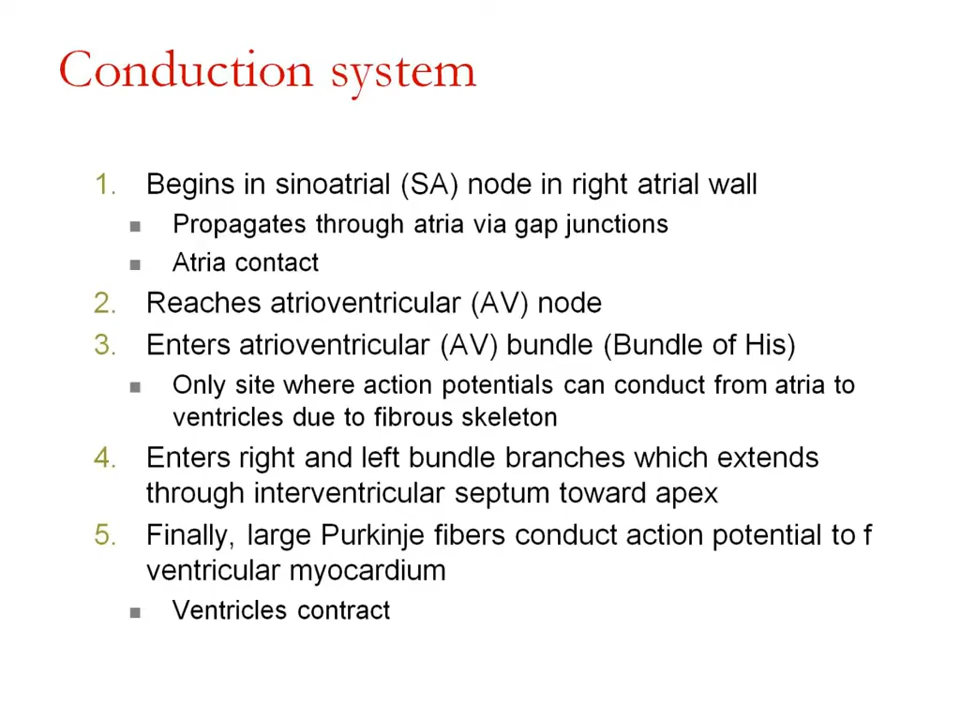 Conduction system
1. Begins in sinoatrial (SA) node in right atrial wall
■ Propagates through atria via gap junctions
■ Atria contact
2. Reaches atrioventricular (AV) node
3. Enters atrioventricular (AV) bundle (Bundle of His)
■ Only site where action potentials can conduct from atria to
ventricles due to fibrous skeleton
4. Enters right and left bundle branches which extends
through interventricular septum toward apex
5. Finally, large Purkinje fibers conduct action potential to f
ventricular myocardium
■ Ventricles contract